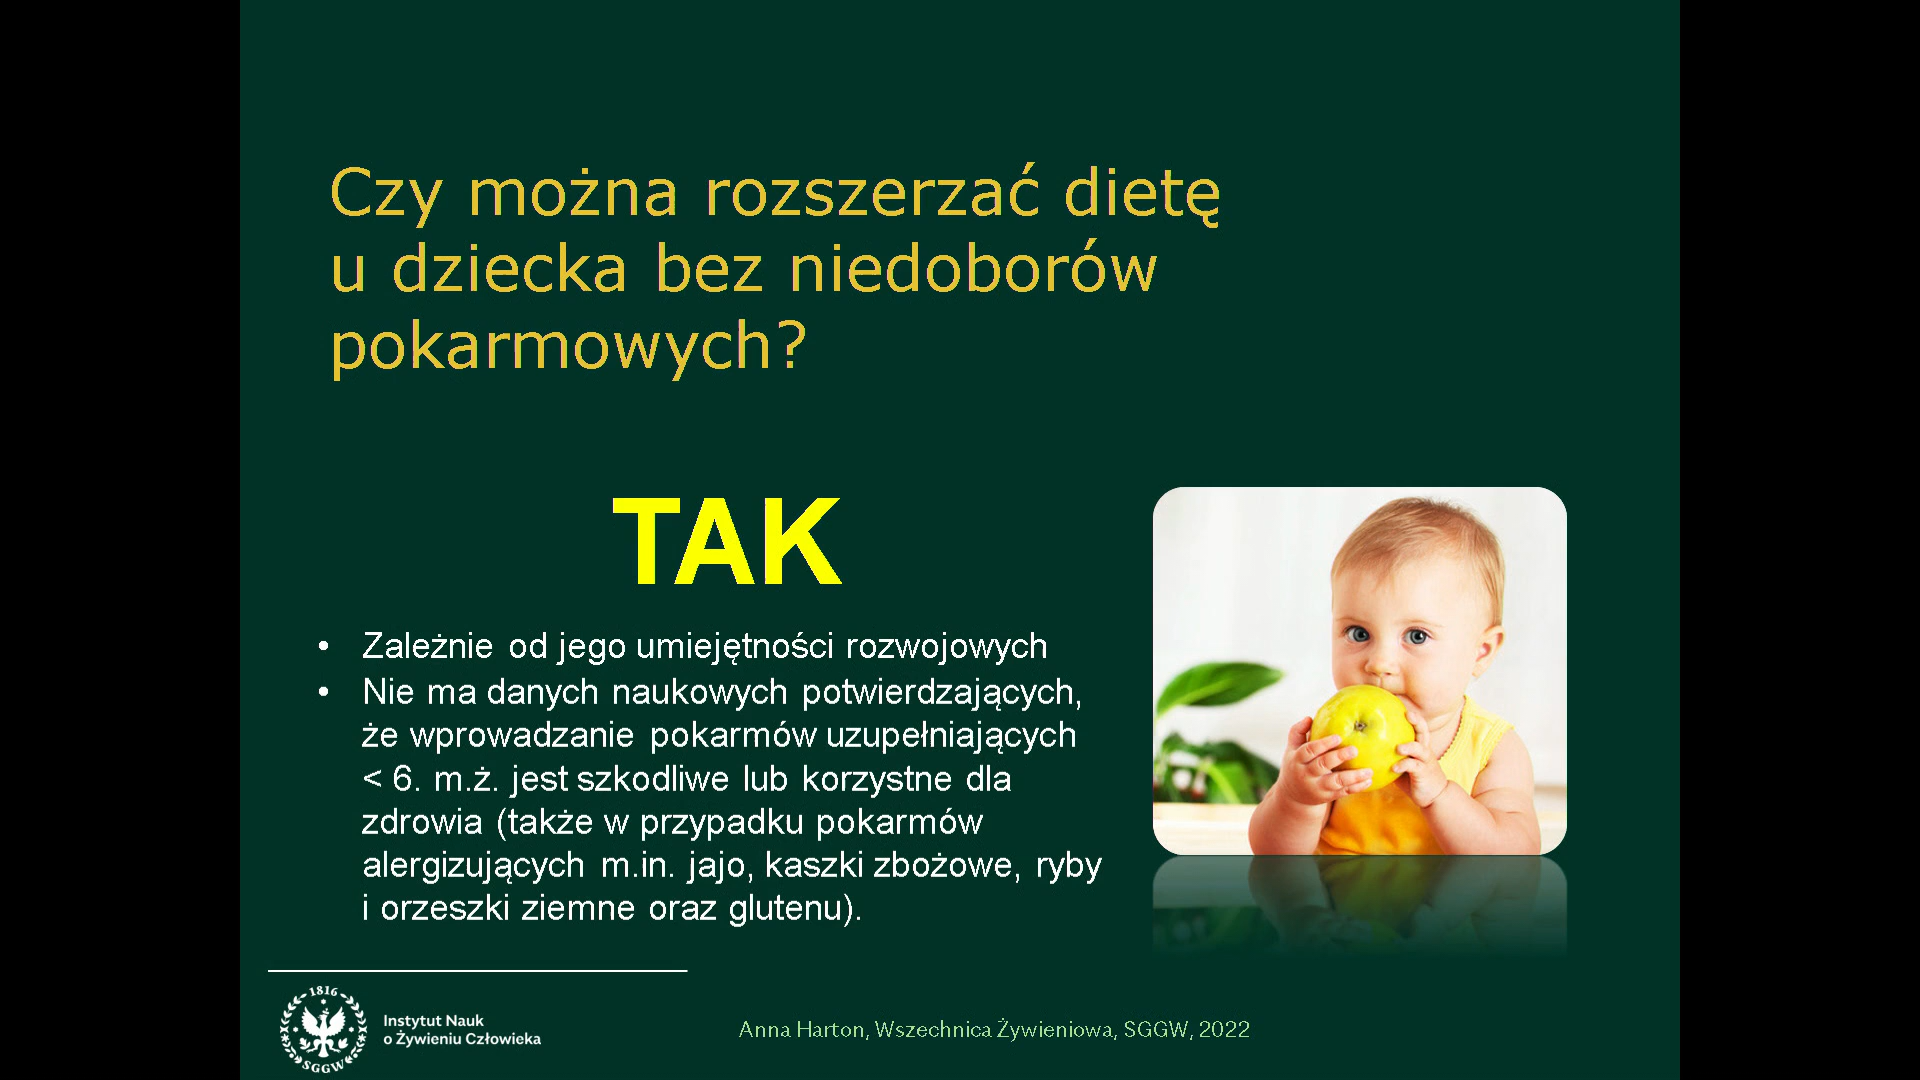 Czy można rozszerzać dietę
u dziecka bez niedoborów
pokarmowych?
TAK
• Zależnie od jego umiejętności rozwojowych
• Nie ma danych naukowych potwierdzających,
że wprowadzanie pokarmów uzupełniających
< 6. m.ż. jest szkodliwe lub korzystne dla
zdrowia (także w przypadku pokarmów
alergizujących m.in. jajo, kaszki zbożowe, ryby
i orzeszki ziemne oraz glutenu).
1816
SGGW
Instytut Nauk
o Żywieniu Człowieka
Anna Harton, Wszechnica Żywieniowa, SGGW, 2022